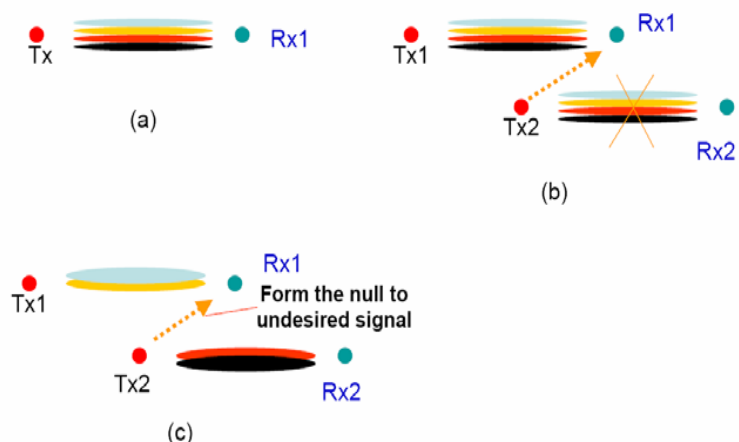 Tx
Rx1
(a)
Tx1
Rx1
Tx2
Rx2
(b)
Tx1
Rx1
Form the null to
undesired signal
Tx2
Rx2
(c)